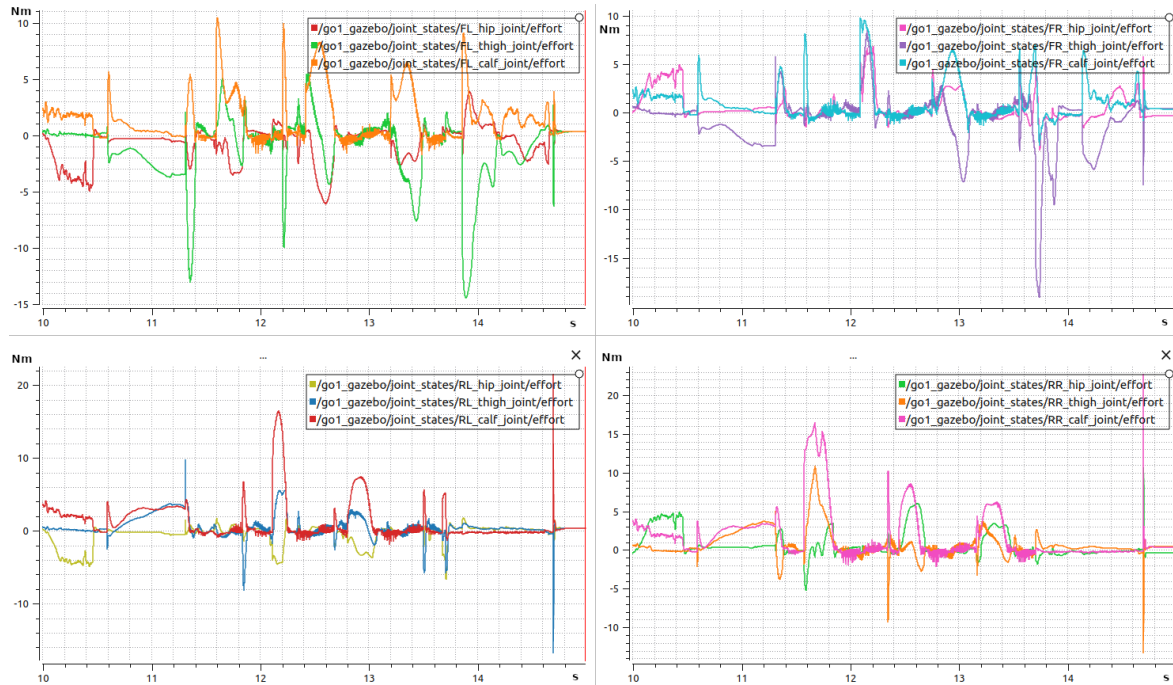 Nm
10
5
0
-5
-10
-15
10
11
12
13
14
s
/go1_gazebo/joint_states/FL_hip_joint/effort
/go1_gazebo/joint_states/FL_thigh_joint/effort
/go1_gazebo/joint_states/FL_calf_joint/effort
Nm
10
5
0
-5
-10
-15
10
11
12
13
14
s
/go1_gazebo/joint_states/FR_hip_joint/effort
/go1_gazebo/joint_states/FR_thigh_joint/effort
/go1_gazebo/joint_states/FR_calf_joint/effort
...
Nm
20
10
0
-10
10
11
12
13
14
s
/go1_gazebo/joint_states/RL_hip_joint/effort
/go1_gazebo/joint_states/RL_thigh_joint/effort
/go1_gazebo/joint_states/RL_calf_joint/effort
...
Nm
20
15
10
5
0
-5
-10
10
11
12
13
14
s
/go1_gazebo/joint_states/RR_hip_joint/effort
/go1_gazebo/joint_states/RR_thigh_joint/effort
/go1_gazebo/joint_states/RR_calf_joint/effort